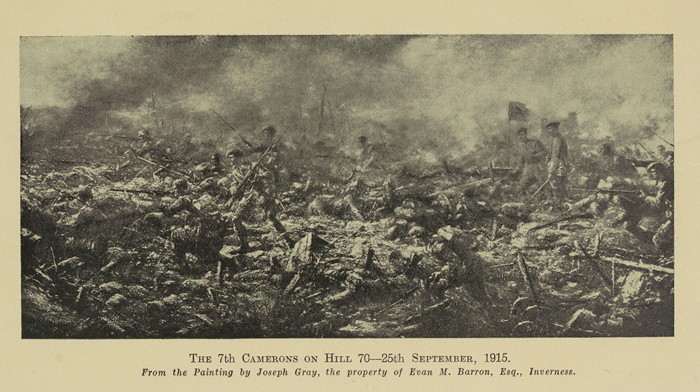 The 7th Camerons on Hill 70—25th September, 1915.
From the Painting by Joseph Gray, the property of Evan M. Barron, Esq., Inverness.